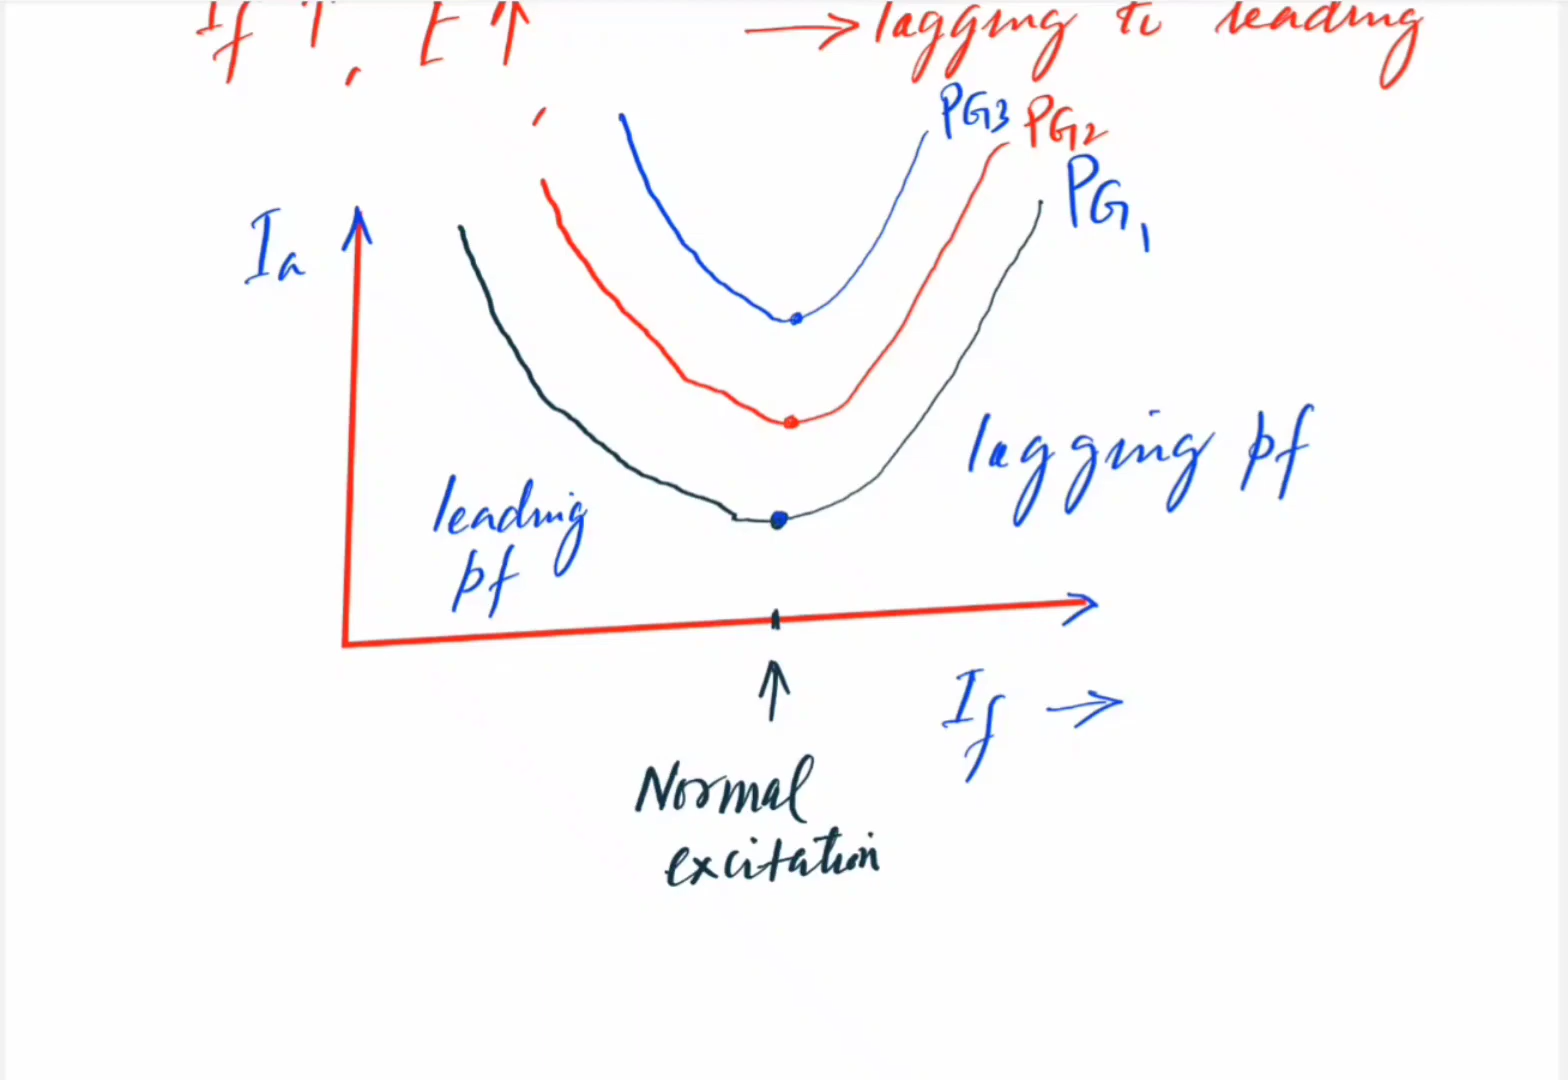 If ↑, E ↑ → lagging to leading
PG3 PG2
PG1
Ia
lagging pf
leading
pf
If →
Normal
excitation